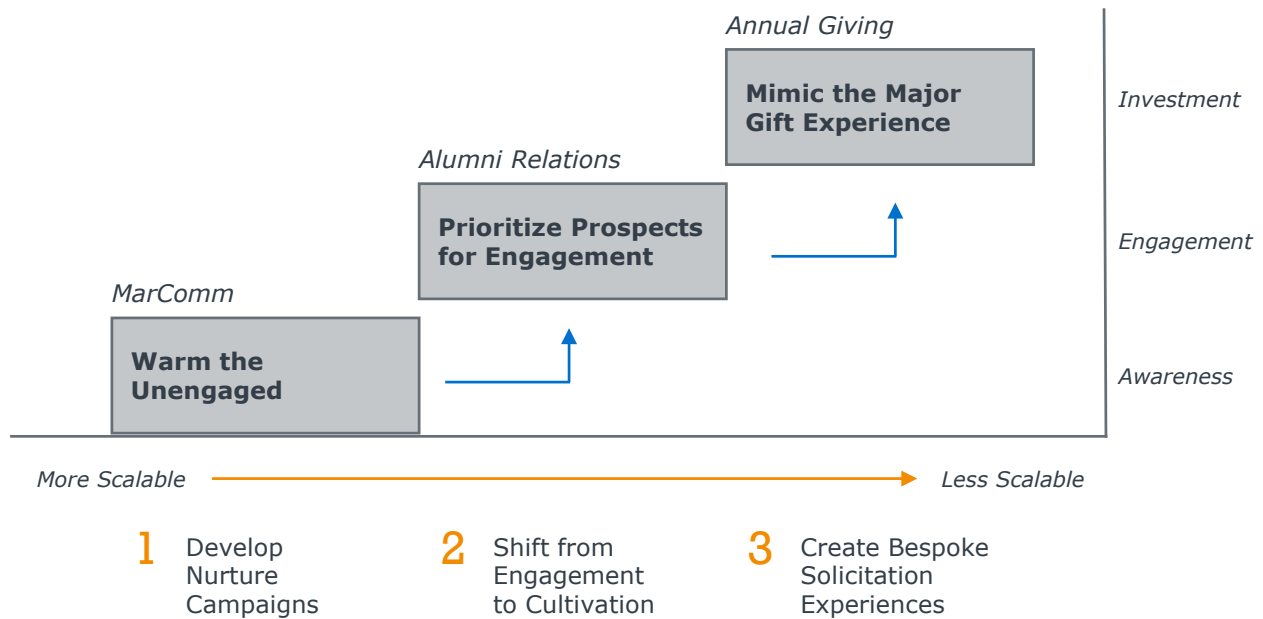 Annual Giving
Mimic the Major
Gift Experience
Investment
Alumni Relations
Prioritize Prospects
for Engagement
Engagement
MarComm
Warm the
Unengaged
Awareness
More Scalable
Less Scalable
1
Develop
Nurture
Campaigns
2
Shift from
Engagement
to Cultivation
3
Create Bespoke
Solicitation
Experiences